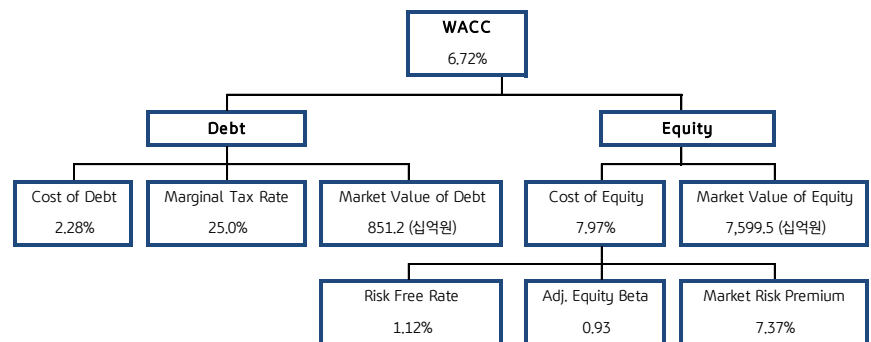 WACC
6.72%
Debt
Equity
Cost of Debt
2.28%
Marginal Tax Rate
25.0%
Market Value of Debt
851.2 (십억원)
Cost of Equity
7.97%
Market Value of Equity
7,599.5 (십억원)
Risk Free Rate
1.12%
Adj. Equity Beta
0.93
Market Risk Premium
7.37%